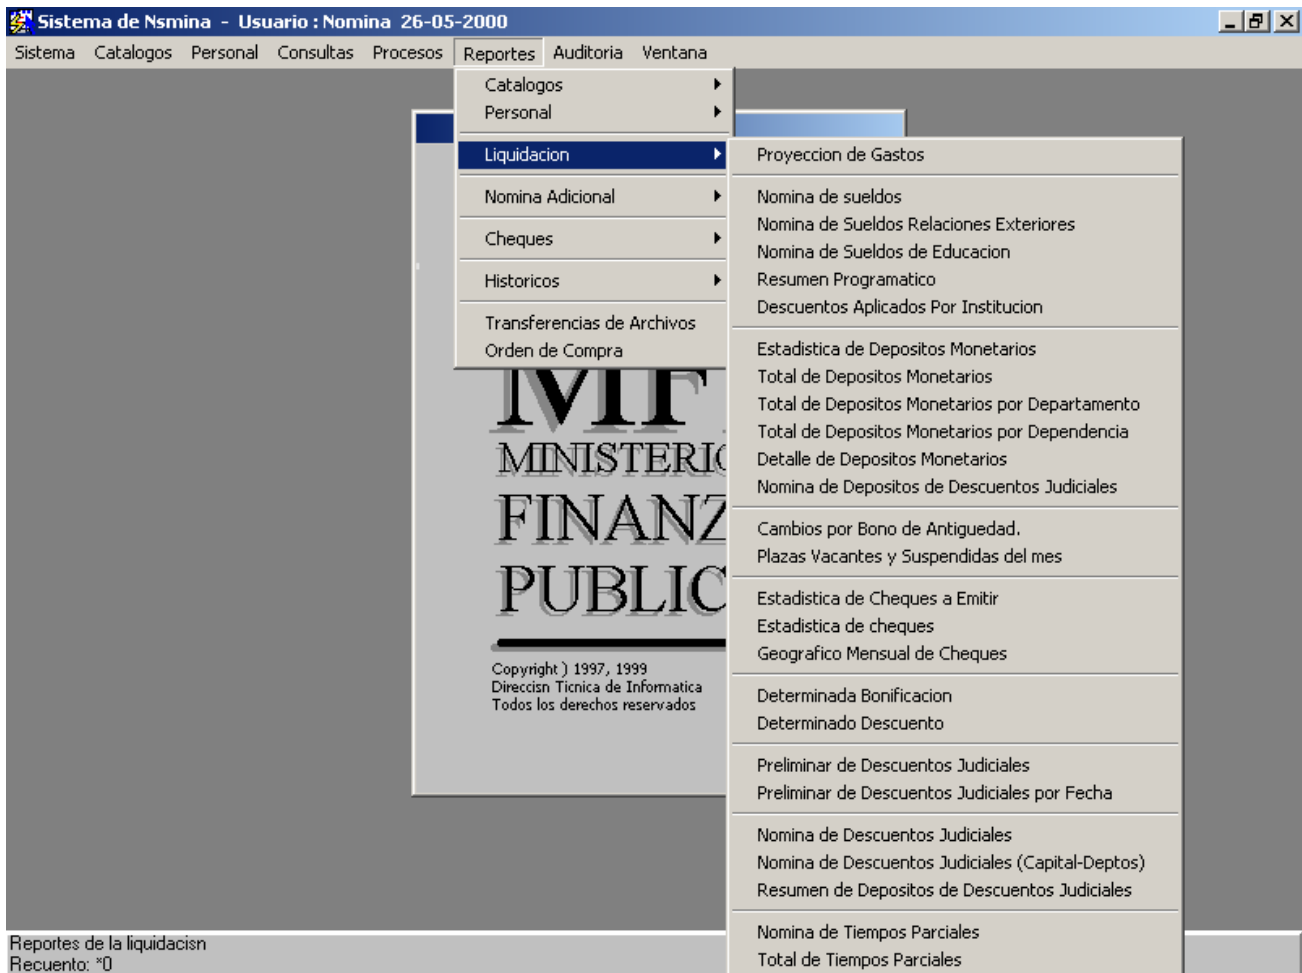 Sistema de Nsmina - Usuario : Nomina 26-05-2000
Sistema Catalogos Personal Consultas Procesos Reportes Auditoria Ventana
Catalogos
Personal
Liquidacion
Nomina Adicional
Cheques
Historicos
Transferencias de Archivos
Orden de Compra
Proyeccion de Gastos
Nomina de sueldos
Nomina de Sueldos Relaciones Exteriores
Nomina de Sueldos de Educacion
Resumen Programatico
Descuentos Aplicados Por Institucion
Estadistica de Depositos Monetarios
Total de Depositos Monetarios
Total de Depositos Monetarios por Departamento
Total de Depositos Monetarios por Dependencia
Detalle de Depositos Monetarios
Nomina de Depositos de Descuentos Judiciales
Cambios por Bono de Antiguedad.
Plazas Vacantes y Suspendidas del mes
Estadistica de Cheques a Emitir
Estadistica de cheques
Geografico Mensual de Cheques
Determinada Bonificacion
Determinado Descuento
Preliminar de Descuentos Judiciales
Preliminar de Descuentos Judiciales por Fecha
Nomina de Descuentos Judiciales
Nomina de Descuentos Judiciales (Capital-Deptos)
Resumen de Depositos de Descuentos Judiciales
Nomina de Tiempos Parciales
Total de Tiempos Parciales
MF
MINISTERIO
FINANZ
PUBLIC
Copyright ) 1997, 1999
Direccisn Ticnica de Informatica
Todos los derechos reservados
Reportes de la liquidacisn
Recuento: *0